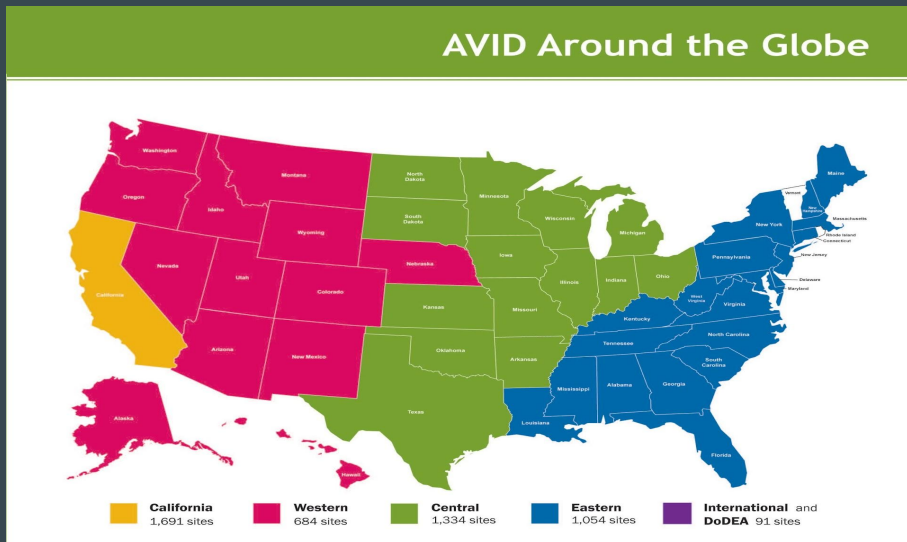 AVID Around the Globe
Washington
Montana
Oregon
Idaho
Wyoming
Nevada
Utah
Colorado
California
Arizona
New Mexico
Alaska
Hawaii
Nebraska
North
Dakota
South
Dakota
Minnesota
Wisconsin
Michigan
Iowa
Illinois
Indiana
Ohio
Kansas
Missouri
Oklahoma
Arkansas
Texas
Maine
Vermont
New
Hampshire
Massachusetts
New York
Rhode Island
Connecticut
Pennsylvania
New Jersey
Delaware
Maryland
West
Virginia
Virginia
Kentucky
Tennessee
North Carolina
South
Carolina
Mississippi
Alabama
Georgia
Louisiana
Florida
California
1,691 sites
Western
684 sites
Central
1,334 sites
Eastern
1,054 sites
International and
DoDEA 91 sites